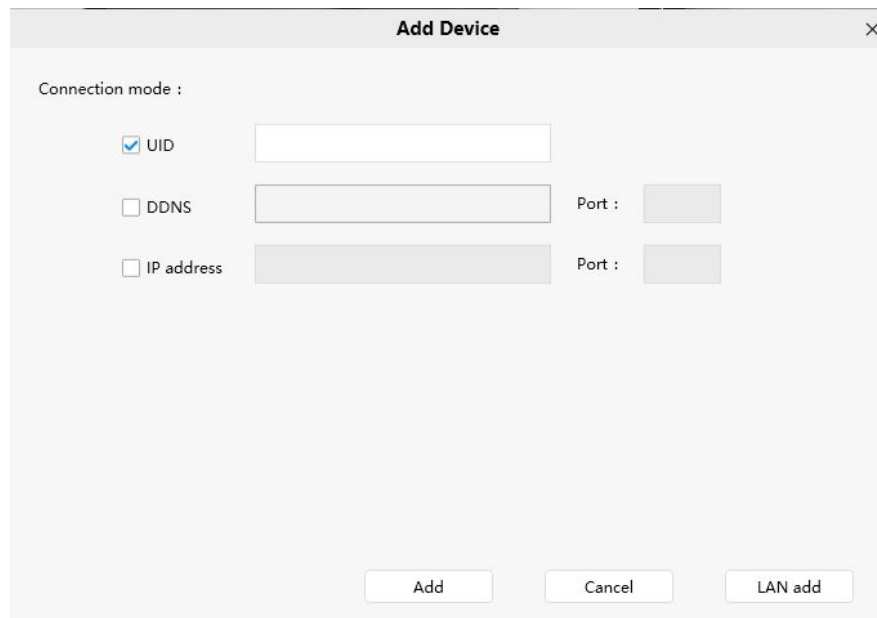 Add Device
Connection mode :
UID
DDNS Port :
IP address Port :
Add Cancel LAN add